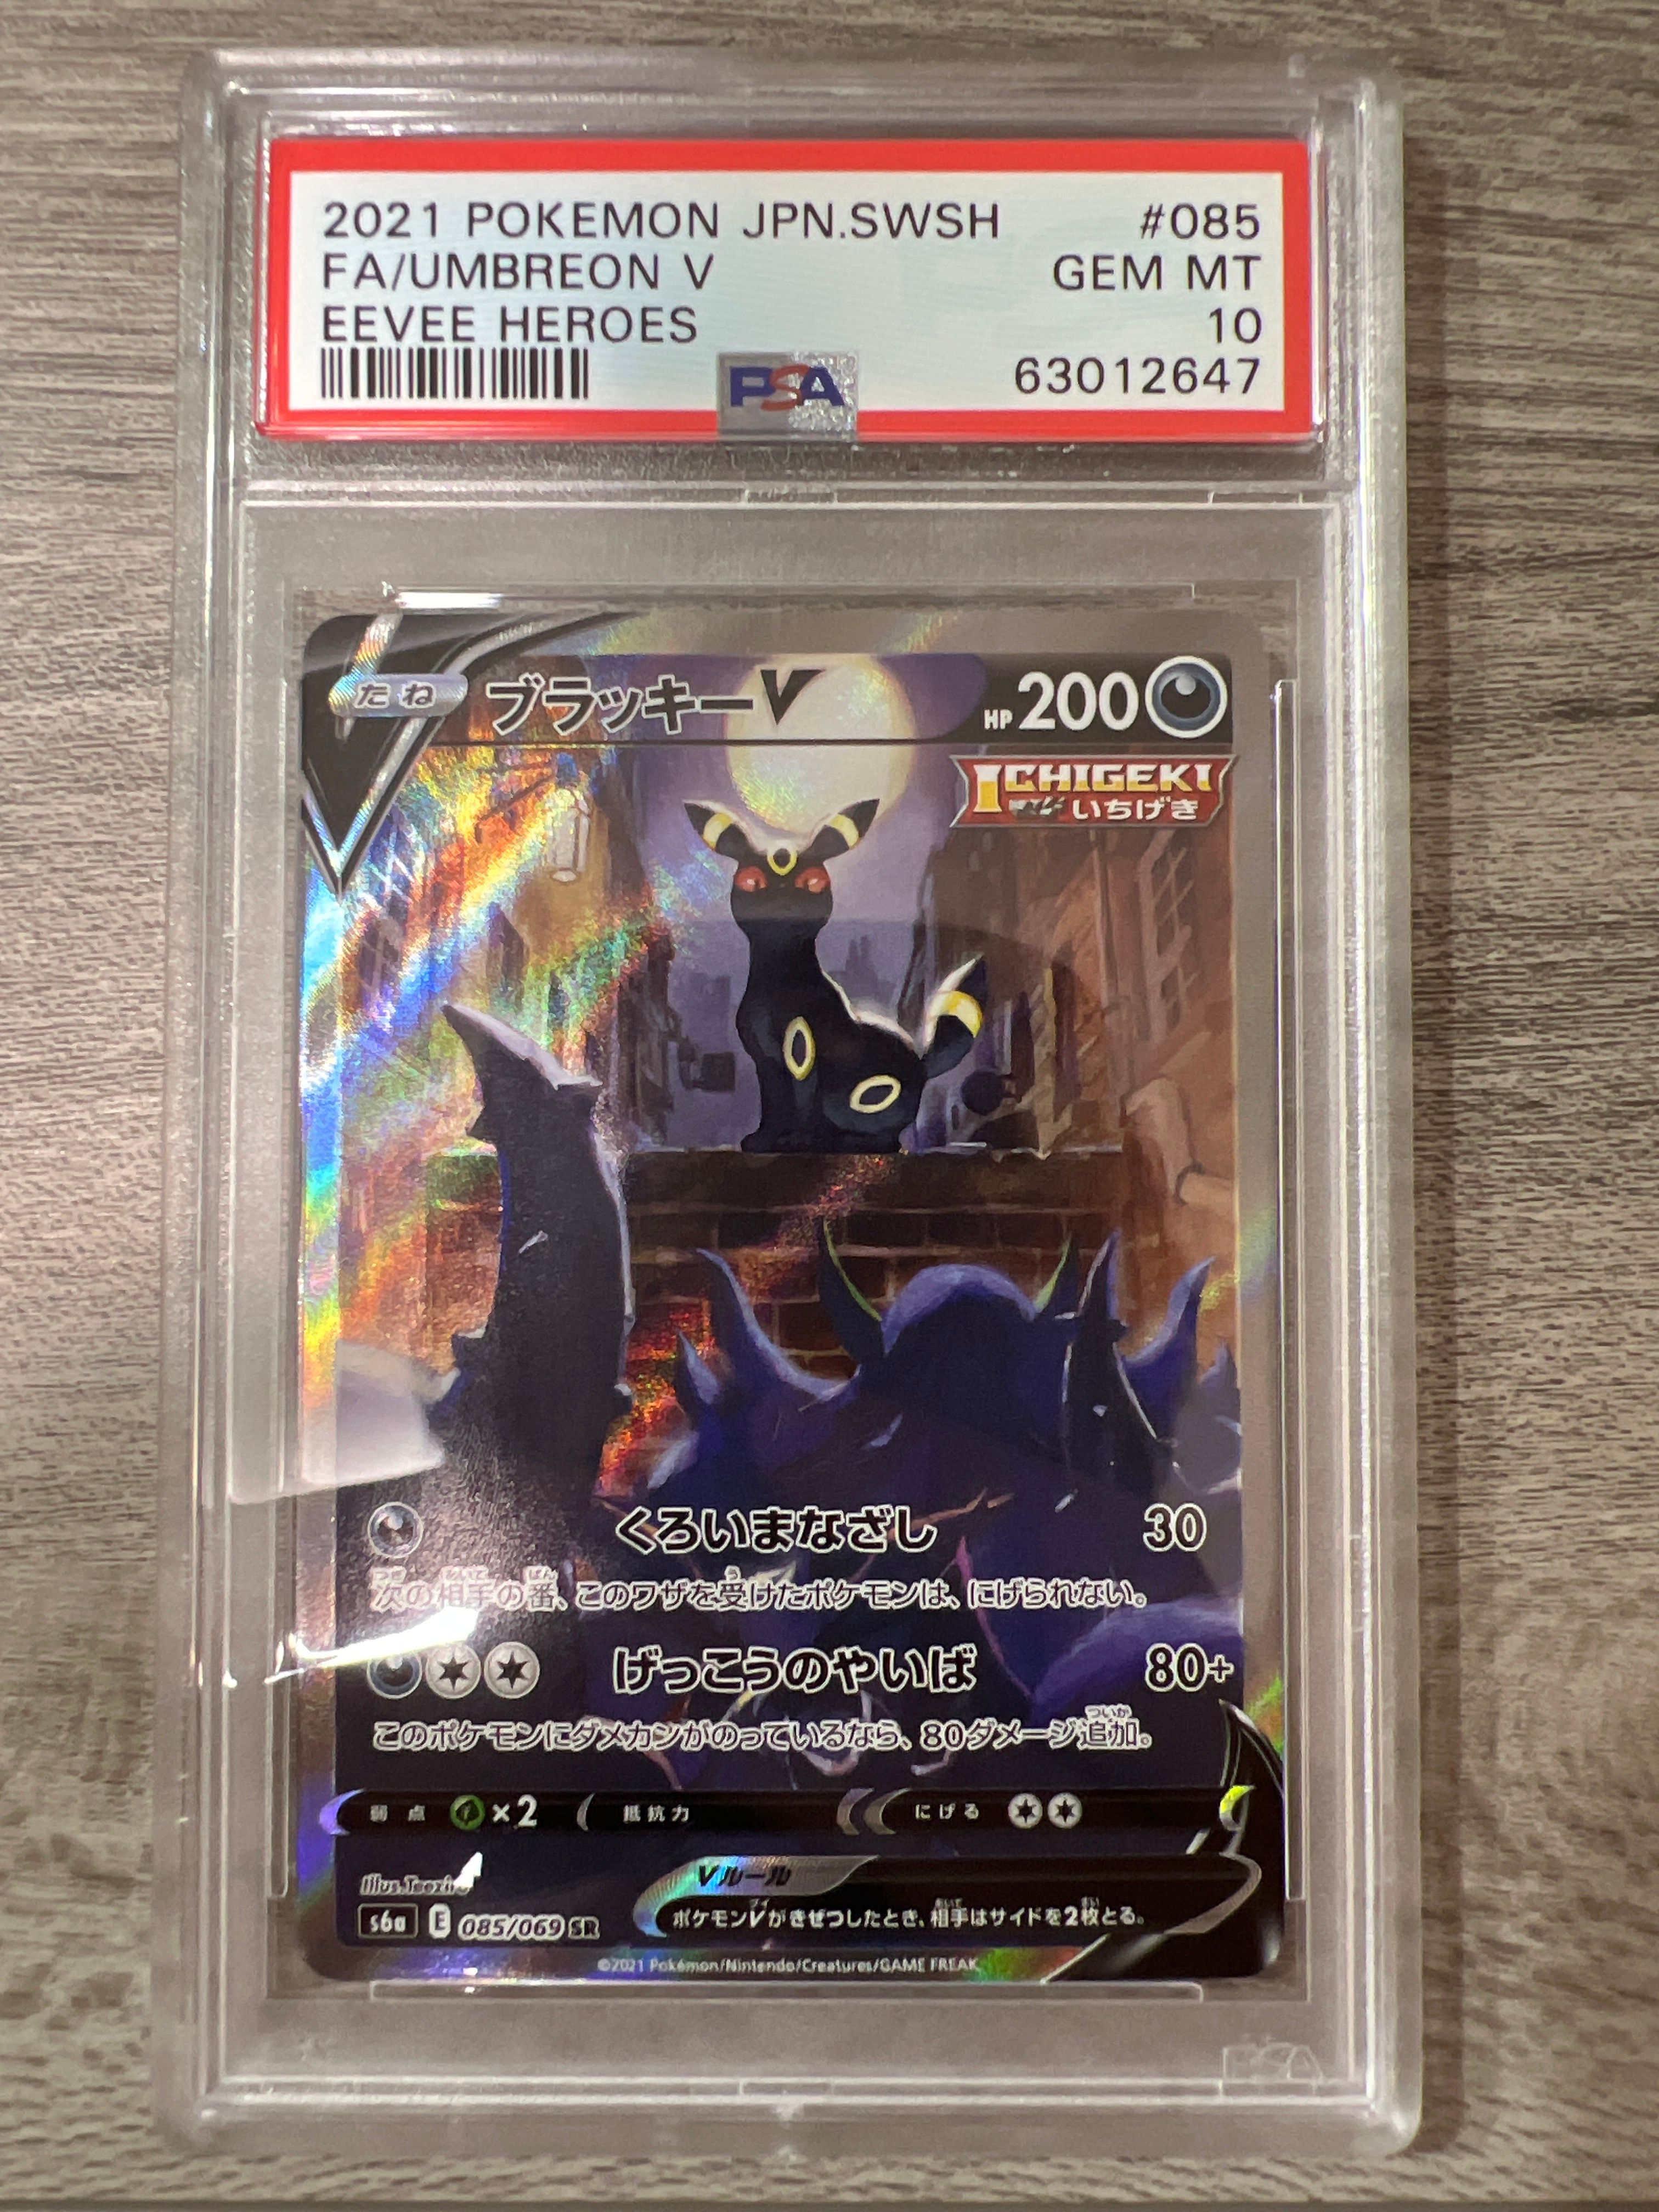 2021 POKEMON JPN.SWSH #085
FA/UMBREON V GEM MT
EEVEE HEROES 10
PSA 63012647
たね ブラッキーV HP 200
ICHIGEKI
いちげき
くろいまなざし 30
次の相手の番、このワザを受けたポケモンは、にげられない。
げっこうのやいば 80+
このポケモンにダメカンがのっているなら、80ダメージ追加。
弱点 ×2 抵抗力 にげる
Illus. Vルール
s6a E 085/069 SR ポケモンVがきぜつしたとき、相手はサイドを2枚とる。
©2021 Pokémon/Nintendo/Creatures/GAME FREAK
PSA